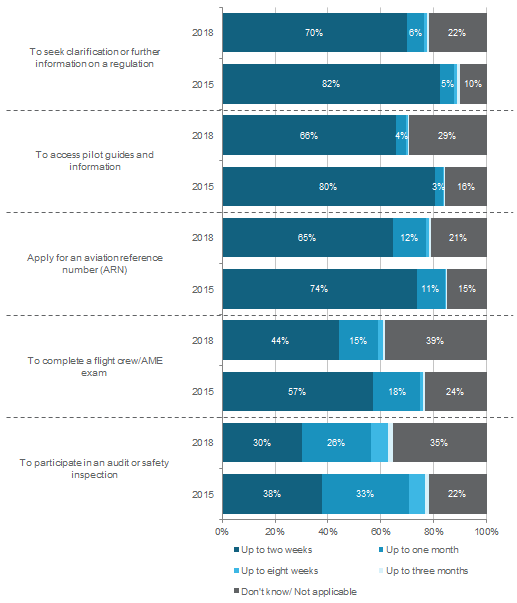 To seek clarification or further
information on a regulation
2018
70%
6%
22%
2015
82%
5%
10%
To access pilot guides and
information
2018
66%
4%
29%
2015
80%
3%
16%
Apply for an aviation reference
number (ARN)
2018
65%
12%
21%
2015
74%
11%
15%
To complete a flight crew/AME
exam
2018
44%
15%
39%
2015
57%
18%
24%
To participate in an audit or safety
inspection
2018
30%
26%
35%
2015
38%
33%
22%
0% 20% 40% 60% 80% 100%
Up to two weeks Up to one month
Up to eight weeks Up to three months
Don't know/ Not applicable